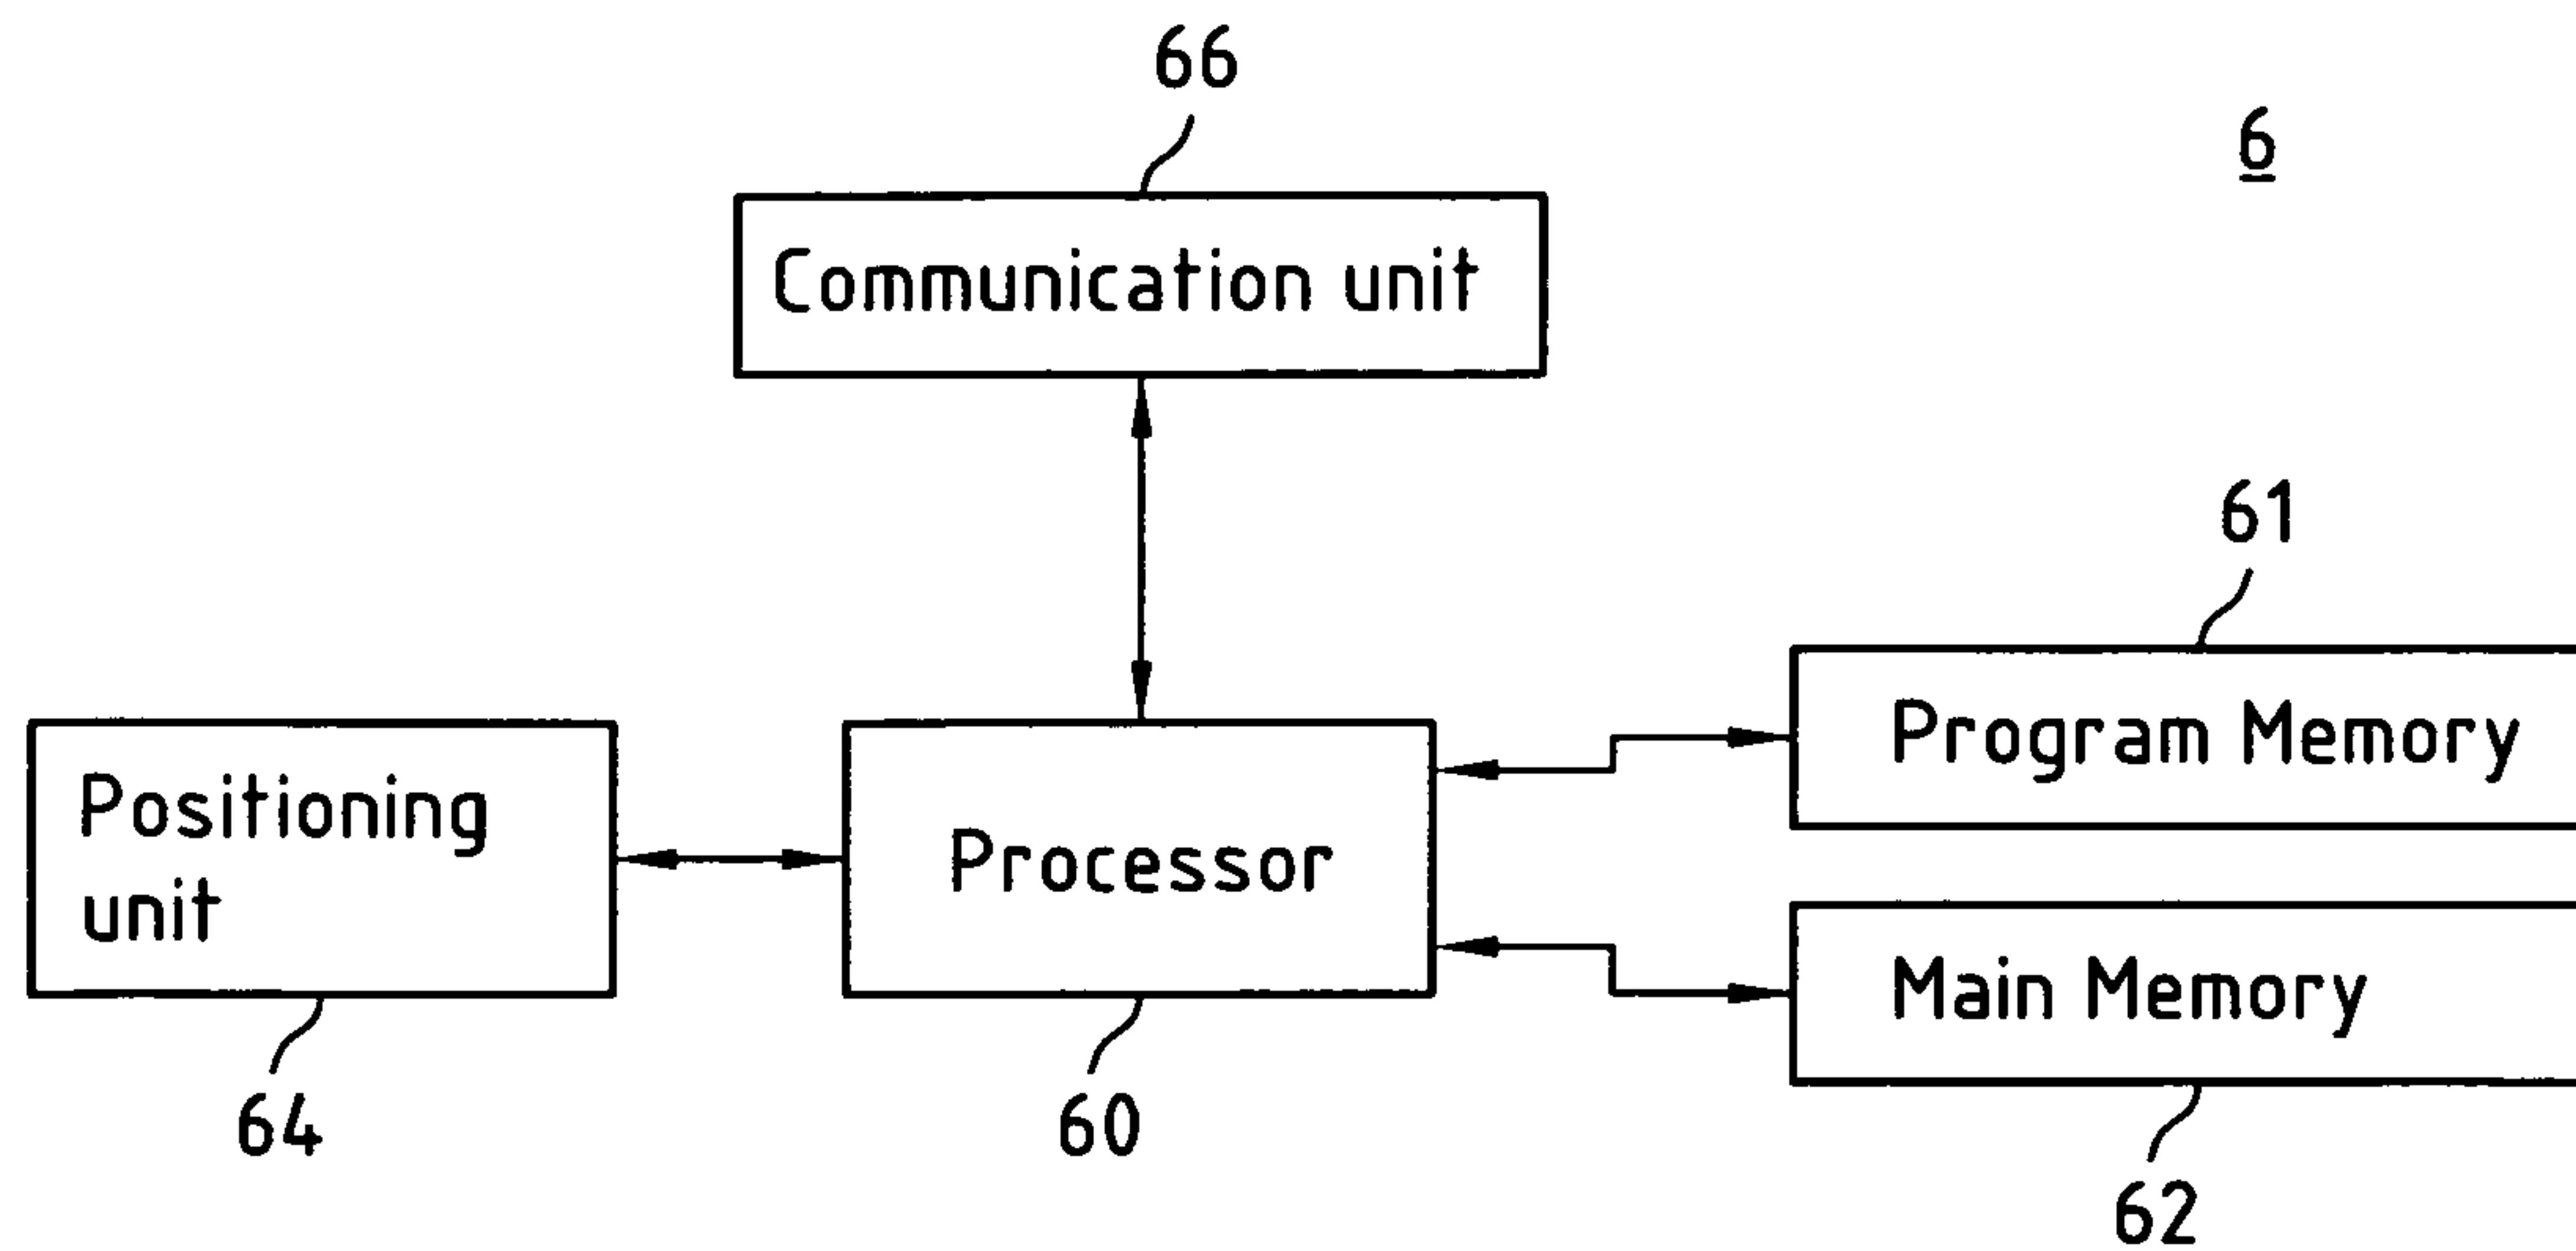 66
6
Communication unit
61
Program Memory
Positioning
unit
Processor
Main Memory
64
60
62